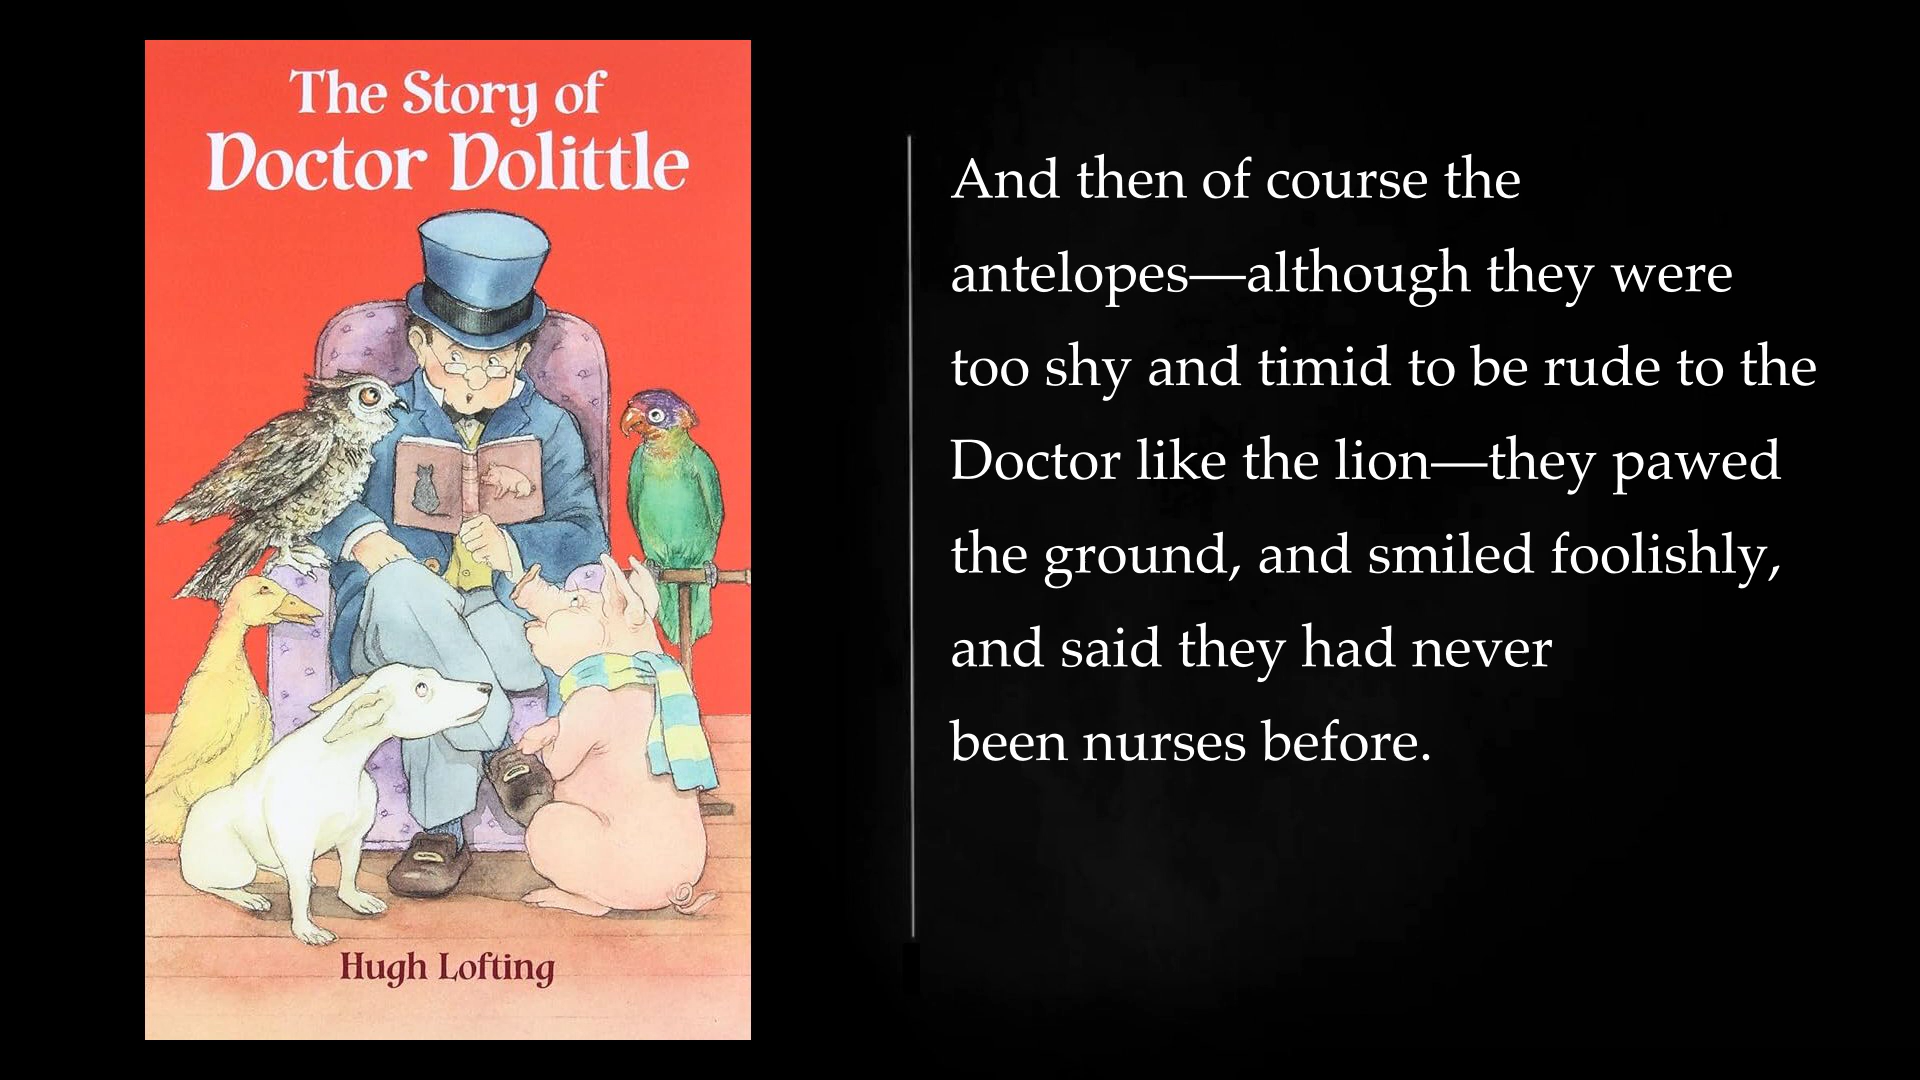 The Story of
Doctor Dolittle
Hugh Lofting
And then of course the
antelopes—although they were
too shy and timid to be rude to the
Doctor like the lion—they pawed
the ground, and smiled foolishly,
and said they had never
been nurses before.